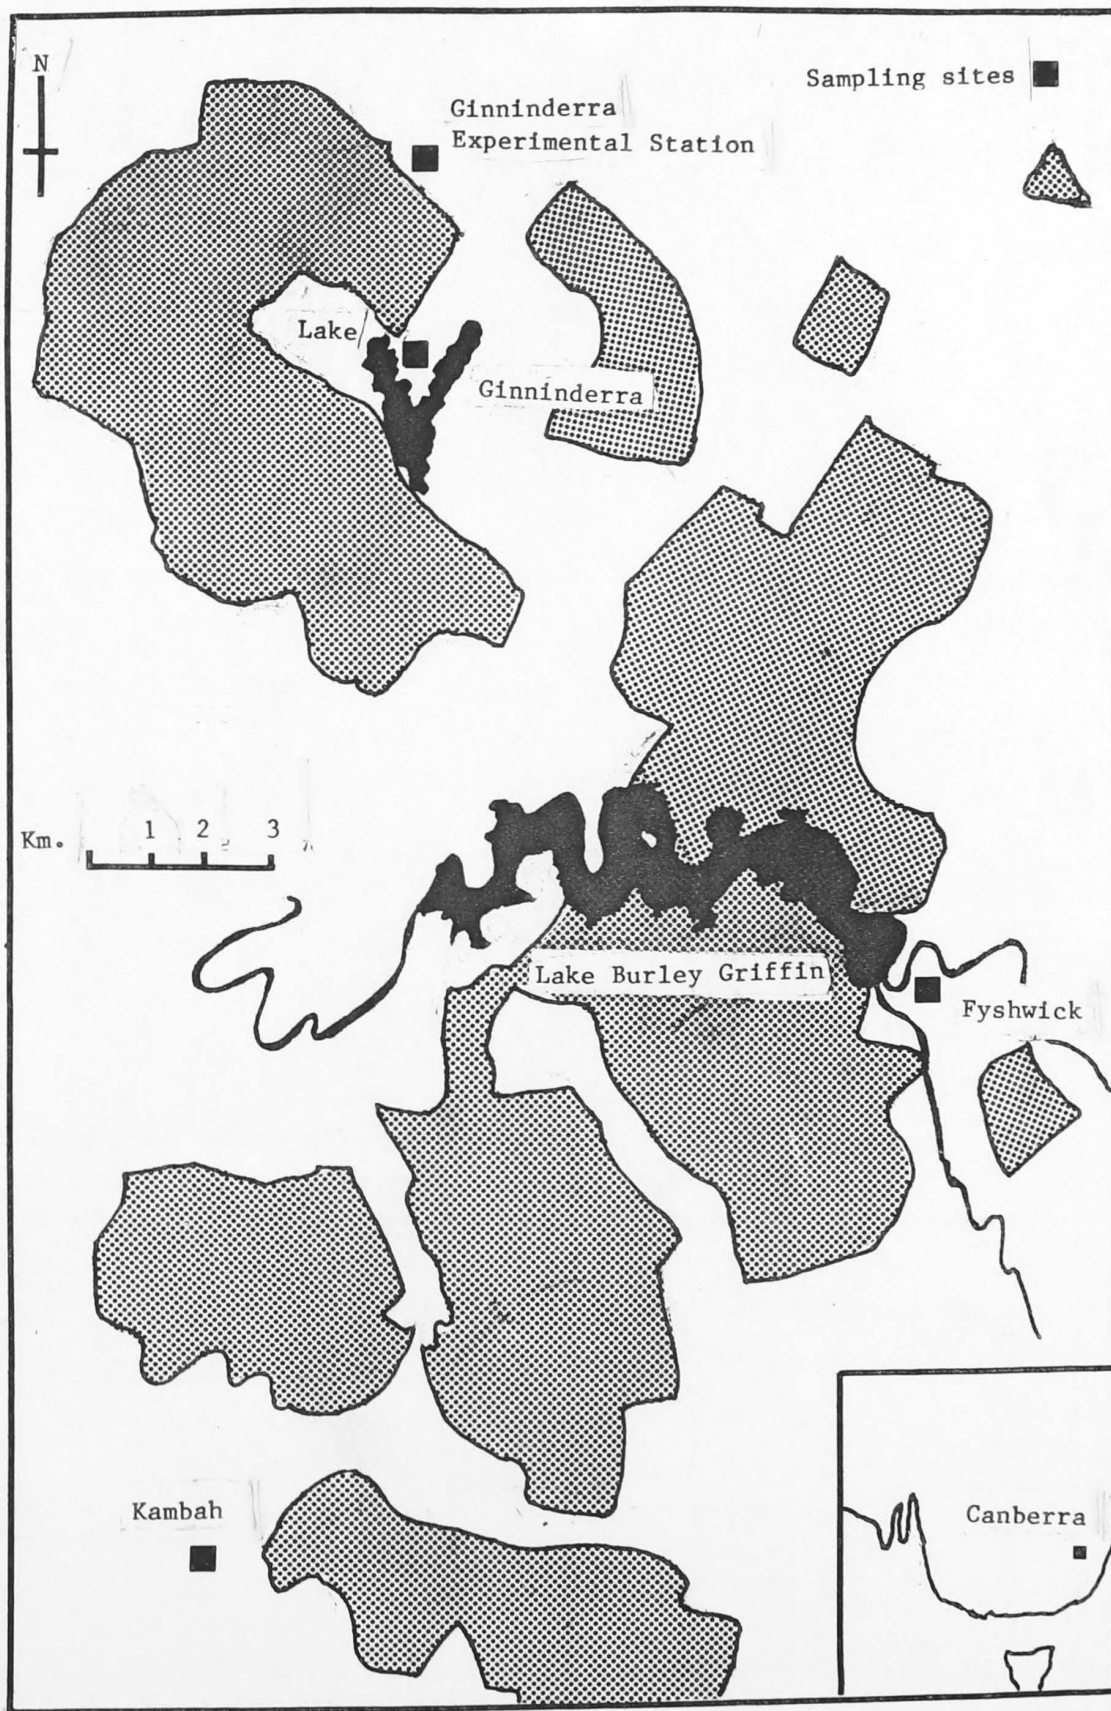 N
Sampling sites
Ginninderra
Experimental Station
Lake
Ginninderra
Km.
1 2 3
Lake Burley Griffin
Fyshwick
Kambah
Canberra